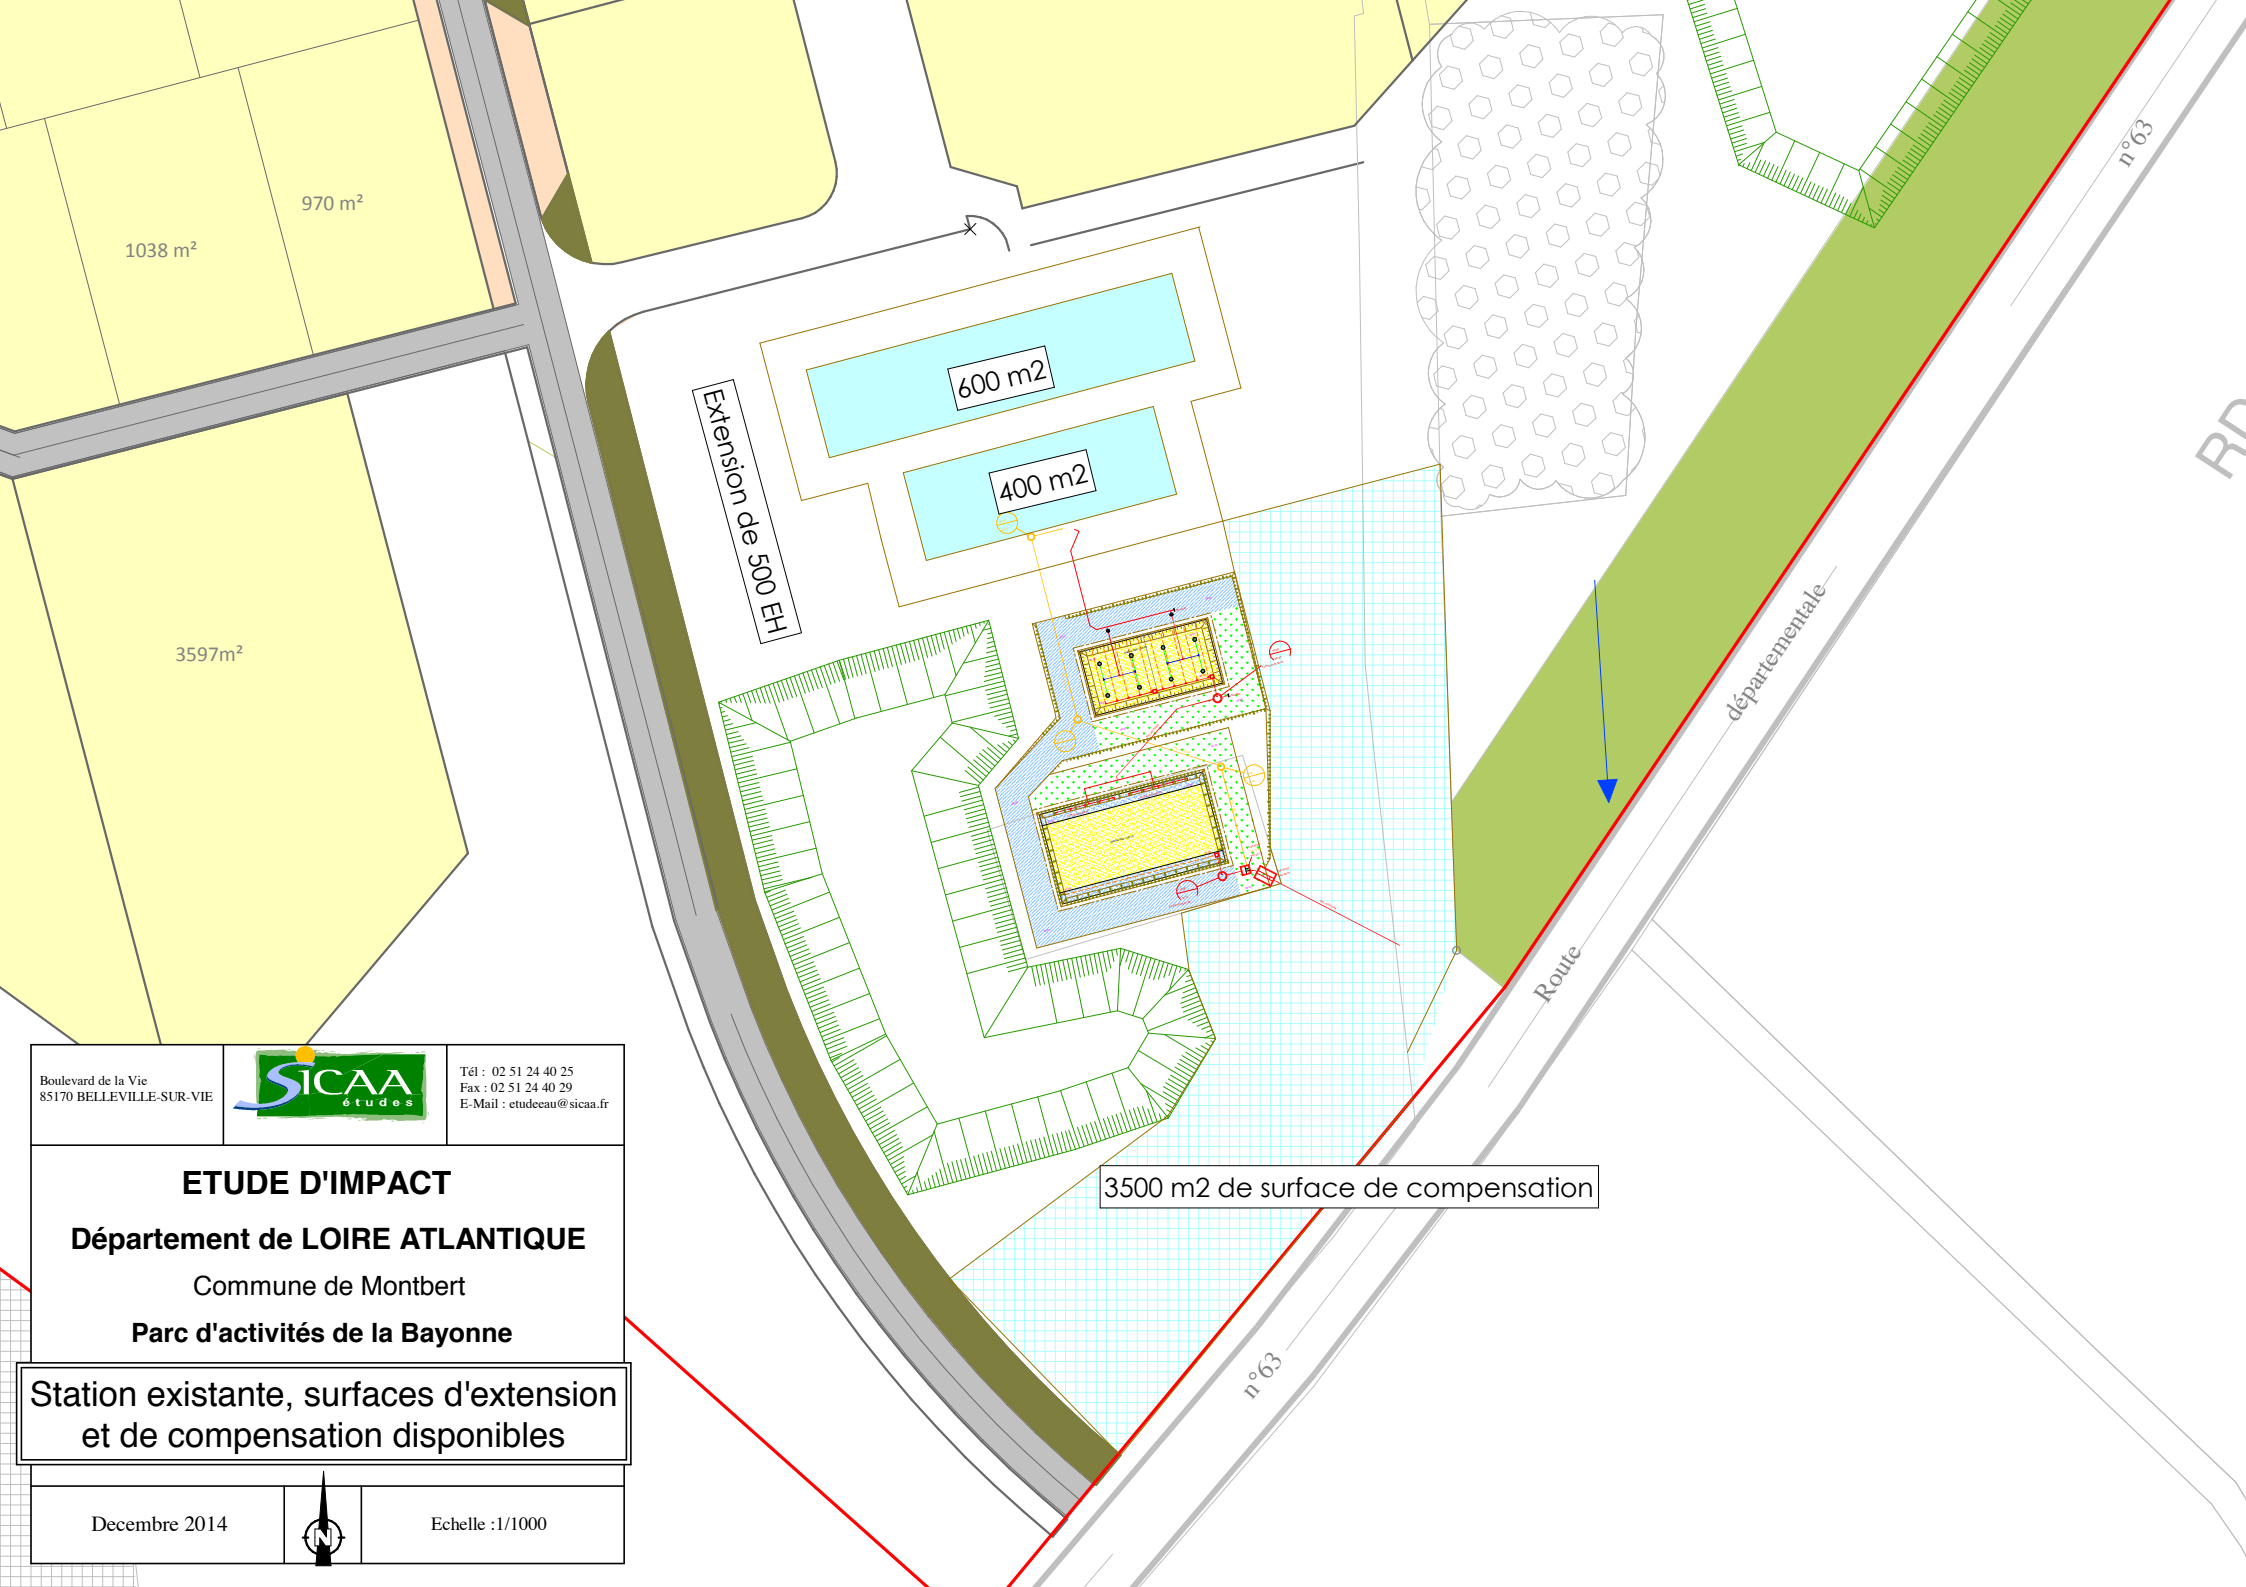 n°63
970 m²
1038 m²
600 m2
RD
400 m2
Extension de 500 EH
3597m²
départementale
Route
Boulevard de la Vie
85170 BELLEVILLE-SUR-VIE
SICAA
études
Tél : 02 51 24 40 25
Fax : 02 51 24 40 29
E-Mail : etudeeau@sicaa.fr
ETUDE D'IMPACT
Département de LOIRE ATLANTIQUE
Commune de Montbert
Parc d'activités de la Bayonne
Station existante, surfaces d'extension
et de compensation disponibles
Decembre 2014
N
Echelle :1/1000
3500 m2 de surface de compensation
n°63